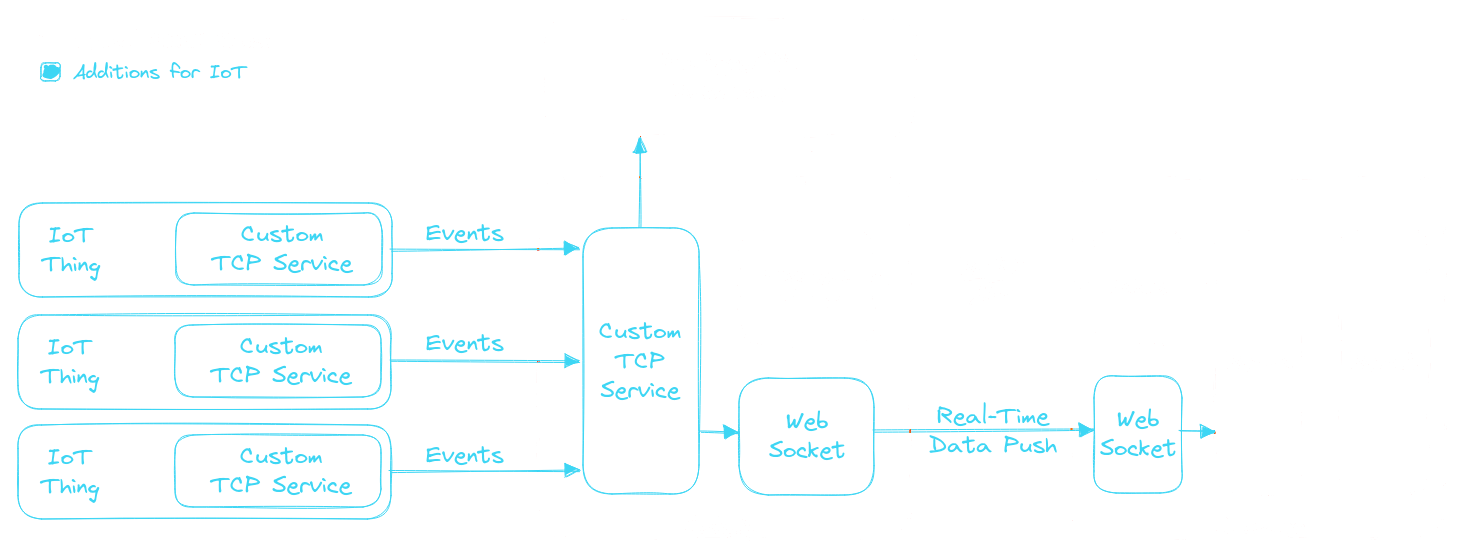 Additions for IoT
IoT
Thing
Custom
TCP Service
Events
IoT
Thing
Custom
TCP Service
Events
IoT
Thing
Custom
TCP Service
Events
Custom
TCP
Service
Web
Socket
Real-Time
Data Push
Web
Socket